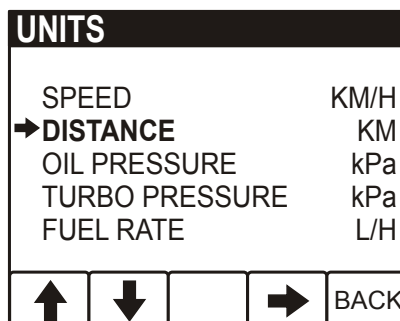 UNITS
SPEED KM/H
DISTANCE KM
OIL PRESSURE kPa
TURBO PRESSURE kPa
FUEL RATE L/H
BACK